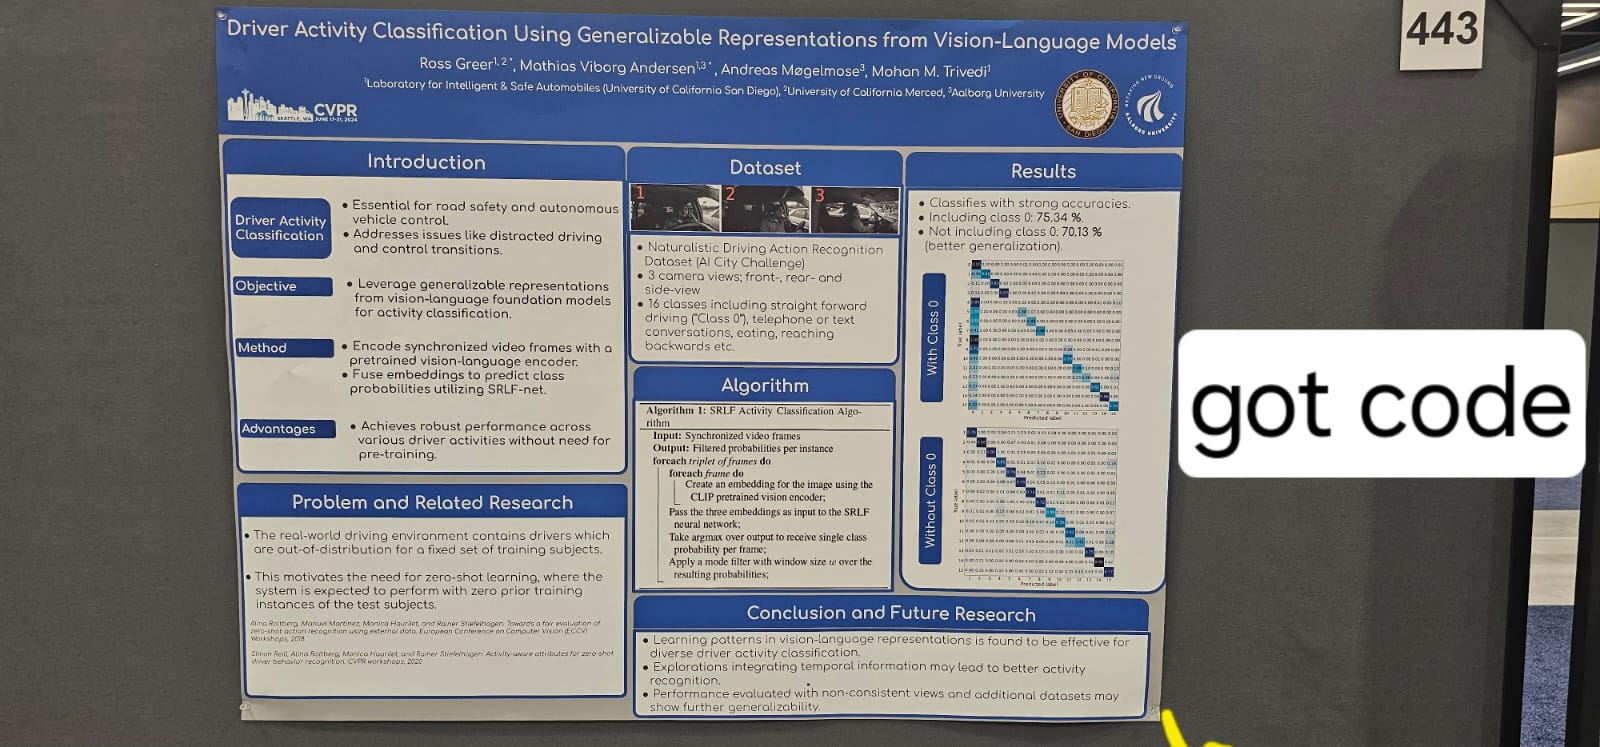 443
Driver Activity Classification Using Generalizable Representations from Vision-Language Models
Ross Greer1,2*, Mathias Viborg Andersen1,3*, Andreas Møgelmose3, Mohan M. Trivedi1
1Laboratory for Intelligent & Safe Automobiles (University of California San Diego), 2University of California Merced, 3Aalborg University
CVPR
SEATTLE, WA JUNE 17-21, 2024
Introduction
Driver Activity
Classification
• Essential for road safety and autonomous
vehicle control.
• Addresses issues like distracted driving
and control transitions.
Objective
• Leverage generalizable representations
from vision-language foundation models
for activity classification.
Method
• Encode synchronized video frames with a
pretrained vision-language encoder.
• Fuse embeddings to predict class
probabilities utilizing SRLF-net.
Advantages
• Achieves robust performance across
various driver activities without need for
pre-training.
Problem and Related Research
• The real-world driving environment contains drivers which
are out-of-distribution for a fixed set of training subjects.
• This motivates the need for zero-shot learning, where the
system is expected to perform with zero prior training
instances of the test subjects.
Alina Roitberg, Manuel Martinez, Monica Haurilet, and Rainer Stiefelhagen. Towards a fair evaluation of
zero-shot action recognition using external data. European Conference on Computer Vision (ECCV)
Workshops, 2018
Simon Reiß, Alina Roitberg, Monica Haurilet, and Rainer Stiefelhagen. Activity-aware attributes for zero-shot
driver behavior recognition. CVPR workshops, 2020
Dataset
1 2 3
• Naturalistic Driving Action Recognition
Dataset (AI City Challenge)
• 3 camera views; front-, rear- and
side-view
• 16 classes including straight forward
driving ("Class 0"), telephone or text
conversations, eating, reaching
backwards etc.
Algorithm
Algorithm 1: SRLF Activity Classification Algo-
rithm
Input: Synchronized video frames
Output: Filtered probabilities per instance
foreach triplet of frames do
foreach frame do
Create an embedding for the image using the
CLIP pretrained vision encoder;
Pass the three embeddings as input to the SRLF
neural network;
Take argmax over output to receive single class
probability per frame;
Apply a mode filter with window size w over the
resulting probabilities;
Results
• Classifies with strong accuracies.
• Including class 0: 75,34 %.
• Not including class 0: 70,13 %
(better generalization).
With Class 0
True label
Predicted label
Without Class 0
True label
Predicted label
Conclusion and Future Research
• Learning patterns in vision-language representations is found to be effective for
diverse driver activity classification.
• Explorations integrating temporal information may lead to better activity
recognition.
• Performance evaluated with non-consistent views and additional datasets may
show further generalizability.
got code